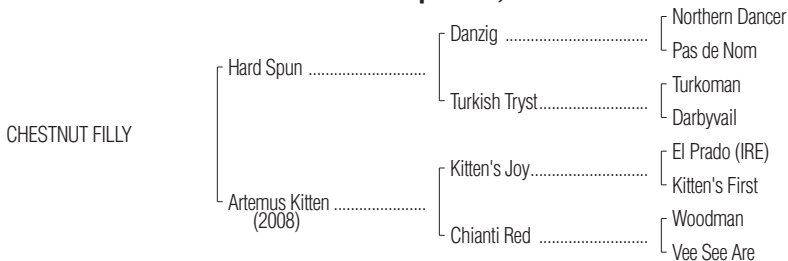 Northern Dancer
Danzig ....................................
Pas de Nom
Hard Spun ............................
Turkoman
Turkish Tryst...........................
Darbyvail
CHESTNUT FILLY
El Prado (IRE)
Kitten's Joy.............................
Kitten's First
Artemus Kitten ......................
(2008)
Woodman
Chianti Red ...........................
Vee See Are